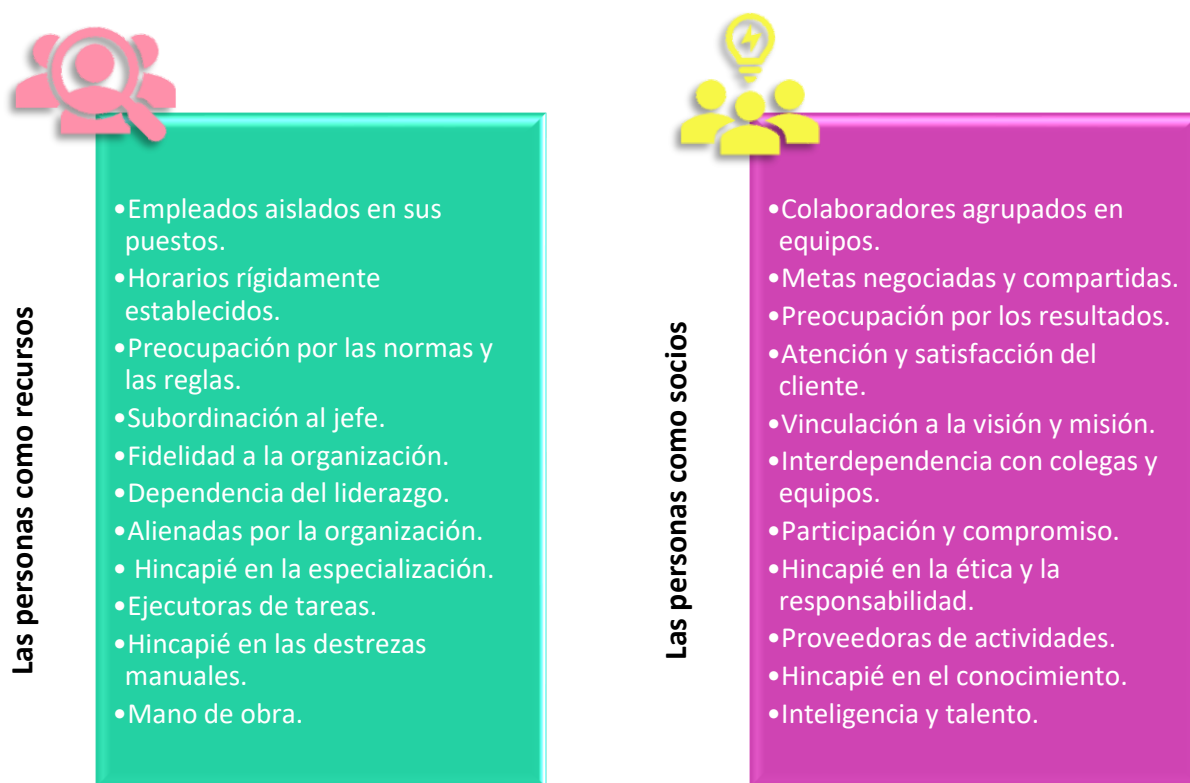 Las personas como recursos
•Empleados aislados en sus
puestos.
•Horarios rígidamente
establecidos.
•Preocupación por las normas y
las reglas.
•Subordinación al jefe.
•Fidelidad a la organización.
•Dependencia del liderazgo.
•Alienadas por la organización.
• Hincapié en la especialización.
•Ejecutoras de tareas.
•Hincapié en las destrezas
manuales.
•Mano de obra.
Las personas como socios
•Colaboradores agrupados en
equipos.
•Metas negociadas y compartidas.
•Preocupación por los resultados.
•Atención y satisfacción del
cliente.
•Vinculación a la visión y misión.
•Interdependencia con colegas y
equipos.
•Participación y compromiso.
•Hincapié en la ética y la
responsabilidad.
•Proveedoras de actividades.
•Hincapié en el conocimiento.
•Inteligencia y talento.